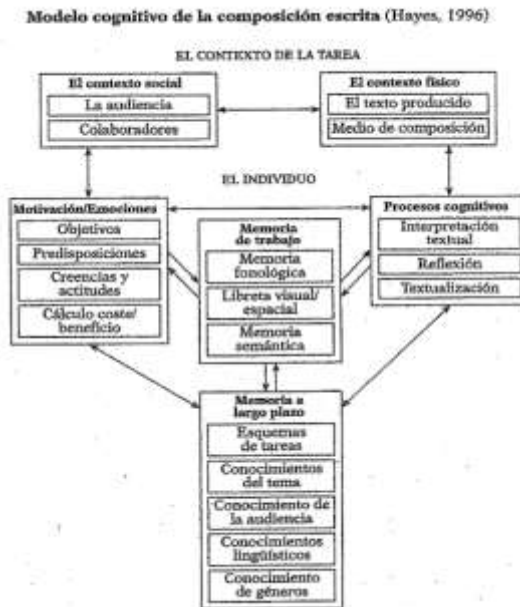 Modelo cognitivo de la composición escrita (Hayes, 1996)
EL CONTEXTO DE LA TAREA
El contexto social
La audiencia
Colaboradores
El contexto físico
El texto producido
Medio de composición
EL INDIVIDUO
Motivación/Emociones
Objetivos
Predisposiciones
Creencias y
actitudes
Cálculo coste/
beneficio
Memoria
de trabajo
Memoria
fonológica
Libreta visual/
espacial
Memoria
semántica
Procesos cognitivos
Interpretación
textual
Reflexión
Textualización
Memoria a
largo plazo
Esquemas
de tareas
Conocimientos
del tema
Conocimiento de
la audiencia
Conocimientos
lingüísticos
Conocimiento
de géneros